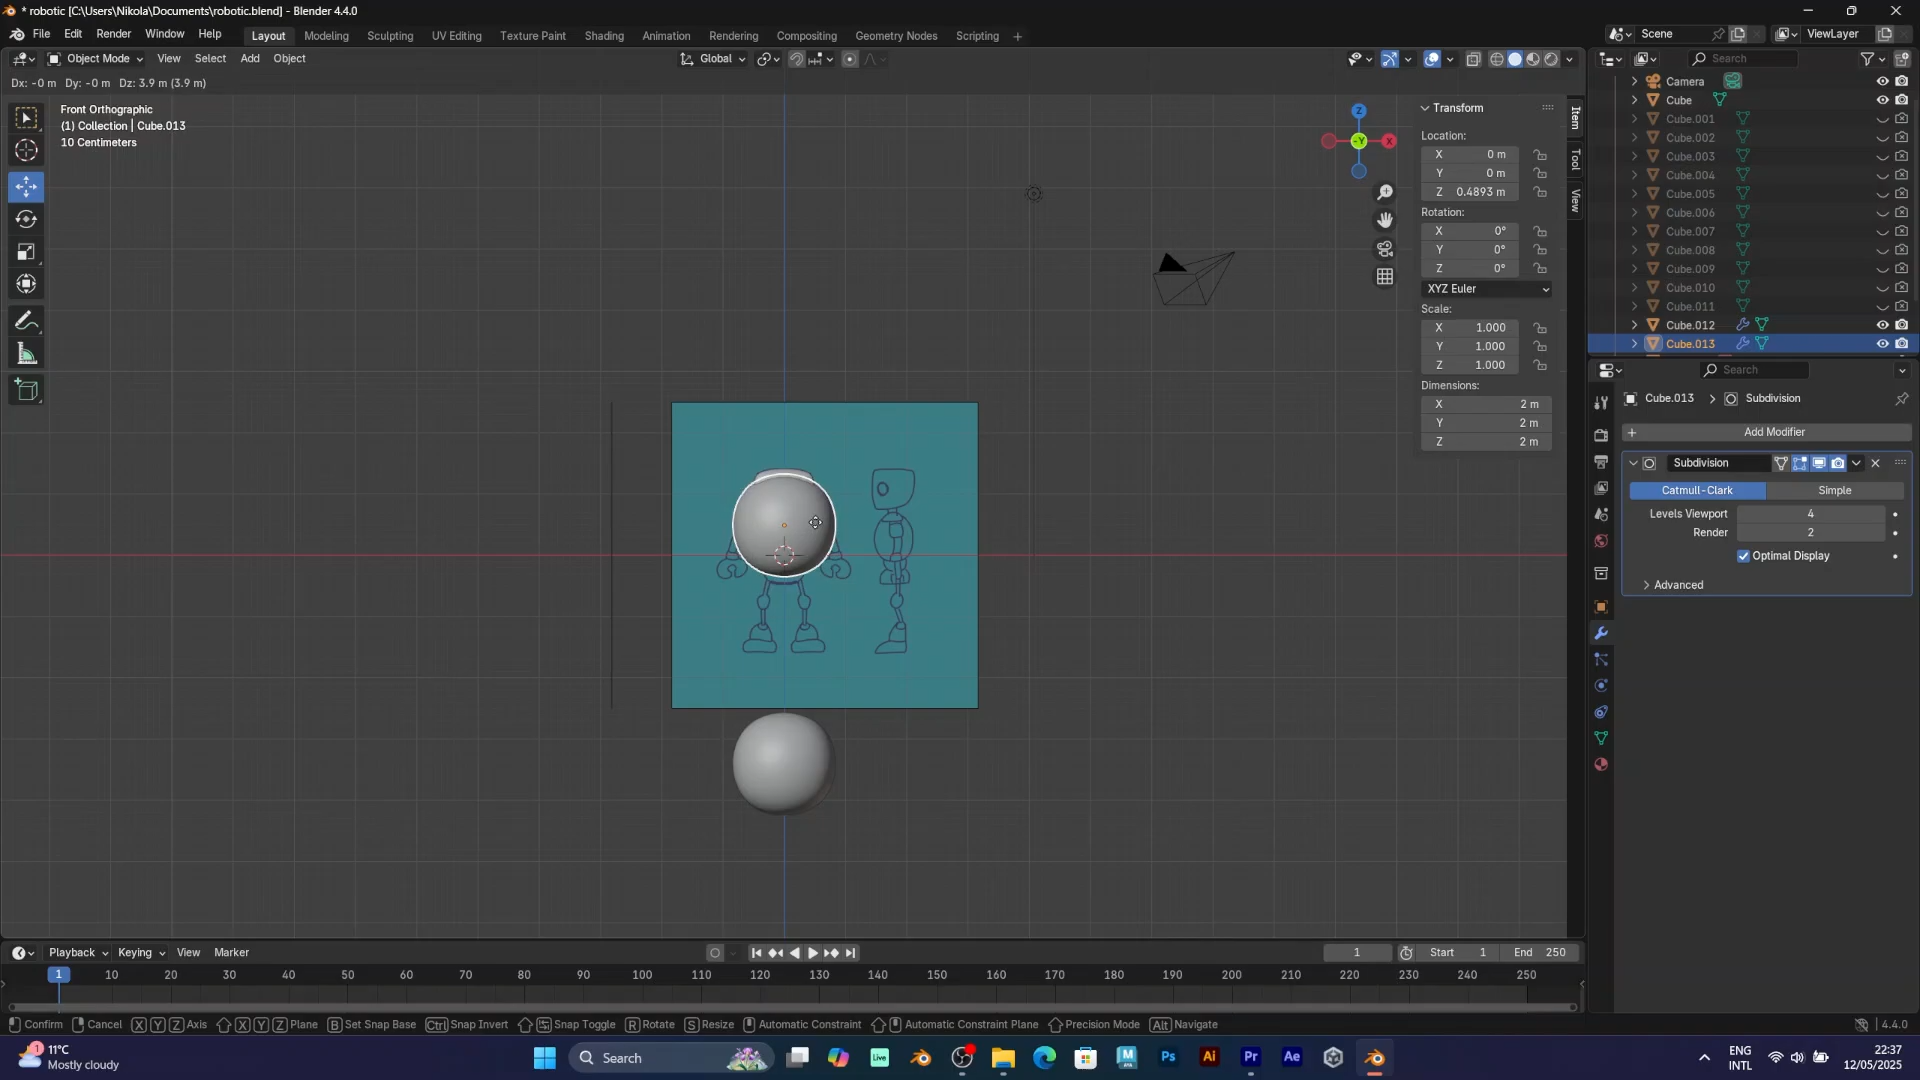 * robotic [C:\Users\Nikola\Documents\robotic.blend] - Blender 4.4.0
File Edit Render Window Help Layout Modeling Sculpting UV Editing Texture Paint Shading Animation Rendering Compositing Geometry Nodes Scripting + Scene ViewLayer
Object Mode View Select Add Object Global Search
Dx: -0 m Dy: -0 m Dz: 3.9 m (3.9 m)
Front Orthographic
(1) Collection | Cube.013
10 Centimeters
Z
-Y
X
Transform
Location:
X 0 m
Y 0 m
Z 0.4893 m
Rotation:
X 0°
Y 0°
Z 0°
XYZ Euler
Scale:
X 1.000
Y 1.000
Z 1.000
Dimensions:
X 2 m
Y 2 m
Z 2 m
Item
Tool
View
Camera
Cube
Cube.001
Cube.002
Cube.003
Cube.004
Cube.005
Cube.006
Cube.007
Cube.008
Cube.009
Cube.010
Cube.011
Cube.012
Cube.013
Search
Cube.013 > Subdivision
+ Add Modifier
Subdivision
Catmull-Clark Simple
Levels Viewport 4
Render 2
Optimal Display
Advanced
Playback Keying View Marker 1 Start 1 End 250
1 10 20 30 40 50 60 70 80 90 100 110 120 130 140 150 160 170 180 190 200 210 220 230 240 250
Confirm Cancel X Y Z Axis X Y Z Plane B Set Snap Base Ctrl Snap Invert Snap Toggle R Rotate S Resize Automatic Constraint Automatic Constraint Plane Precision Mode Alt Navigate 4.4.0
1 11°C
Mostly cloudy
Search
Live
M
Ps
Ai
Pr
Ae
ENG
INTL
22:37
12/05/2025